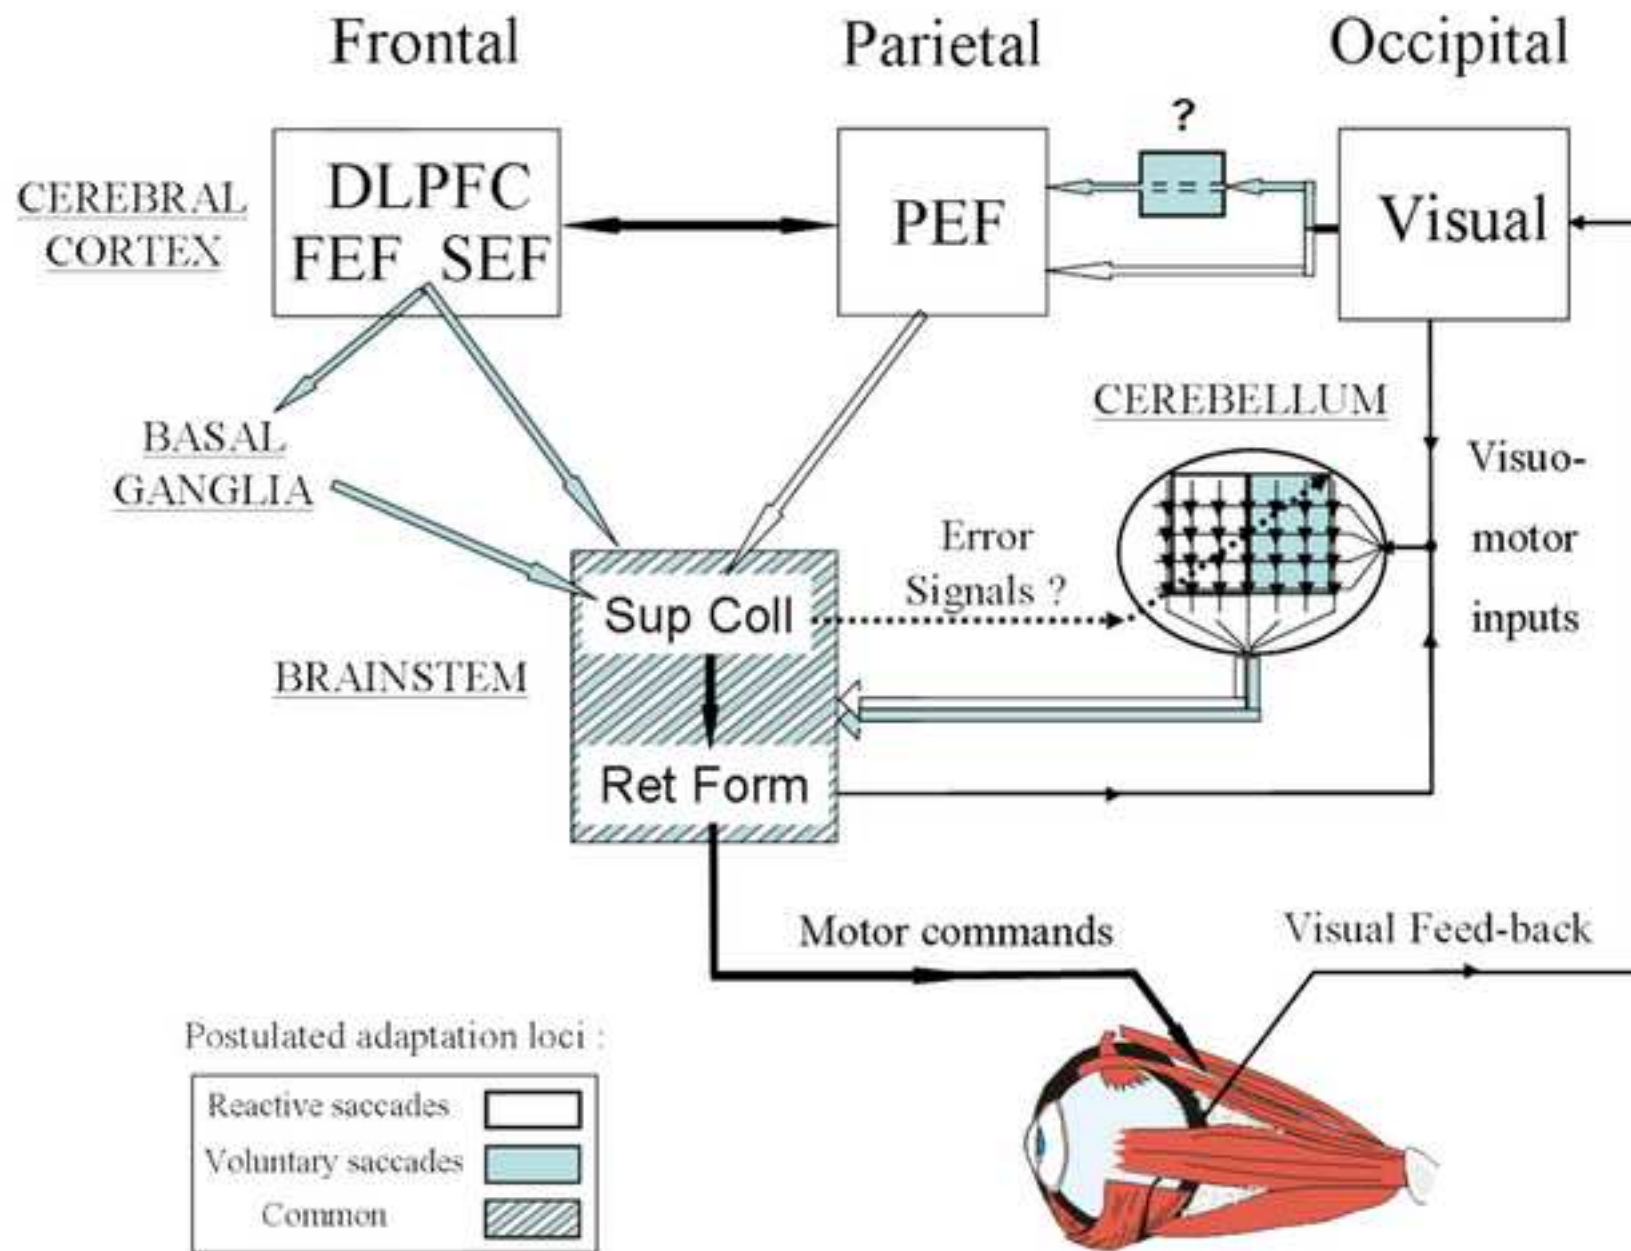 Frontal
Parietal
Occipital
?
CEREBRAL
CORTEX
DLPFC
FEF SEF
PEF
Visual
CEREBELLUM
BASAL
GANGLIA
Visuo-
motor
inputs
Error
Signals ?
Sup Coll
BRAINSTEM
Ret Form
Motor commands
Visual Feed-back
Postulated adaptation loci :
Reactive saccades
Voluntary saccades
Common